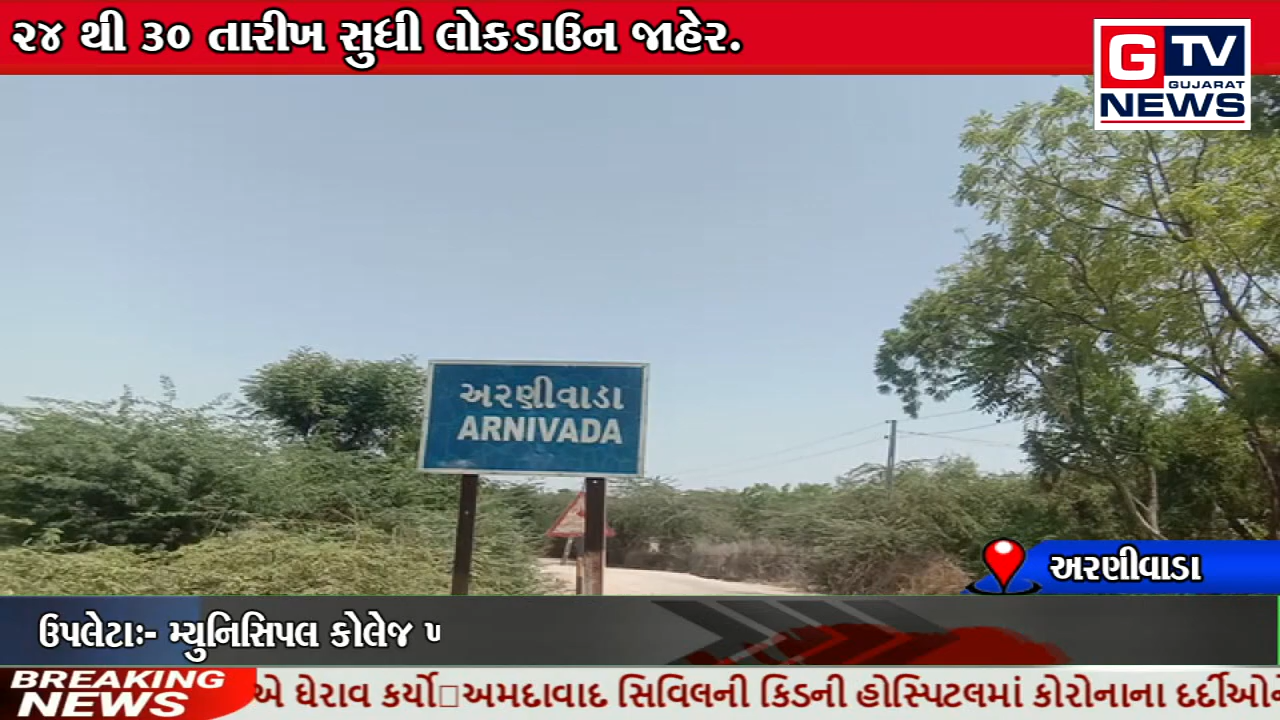 ૨૪ થી ૩૦ તારીખ સુધી લોકડાઉન જાહેર.
G TV
GUJARAT
NEWS
અરણીવાડા
ARNIVADA
અરણીવાડા
ઉપલેટાઃ- મ્યુનિસિપલ કોલેજ
BREAKING
NEWS
એ ઘેરાવ કર્યો અમદાવાદ સિવિલની કિડની હોસ્પિટલમાં કોરોનાના